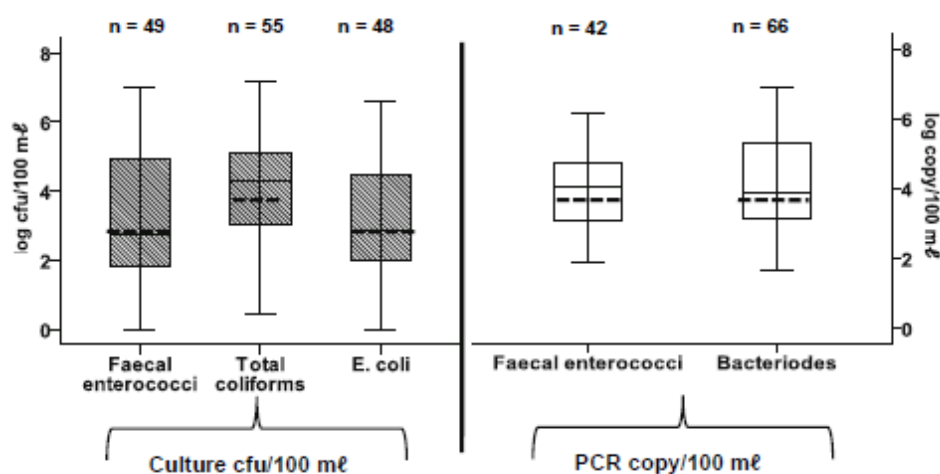 n = 49 n = 55 n = 48 n = 42 n = 66
8 8
6 6
4 4
2 2
0 0
log cfu/100 mℓ
log copy/100 mℓ
Faecal enterococci
Total coliforms
E. coli
Faecal enterococci
Bacteriodes
Culture cfu/100 mℓ
PCR copy/100 mℓ